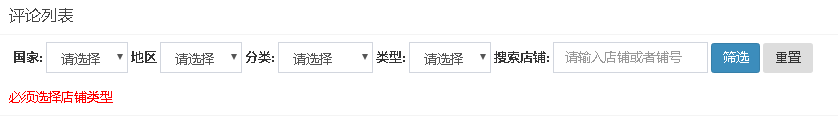 评论列表
国家: 请选择 地区 请选择 分类: 请选择 类型: 请选择 搜索店铺: 请输入店铺或者铺号 筛选 重置
必须选择店铺类型